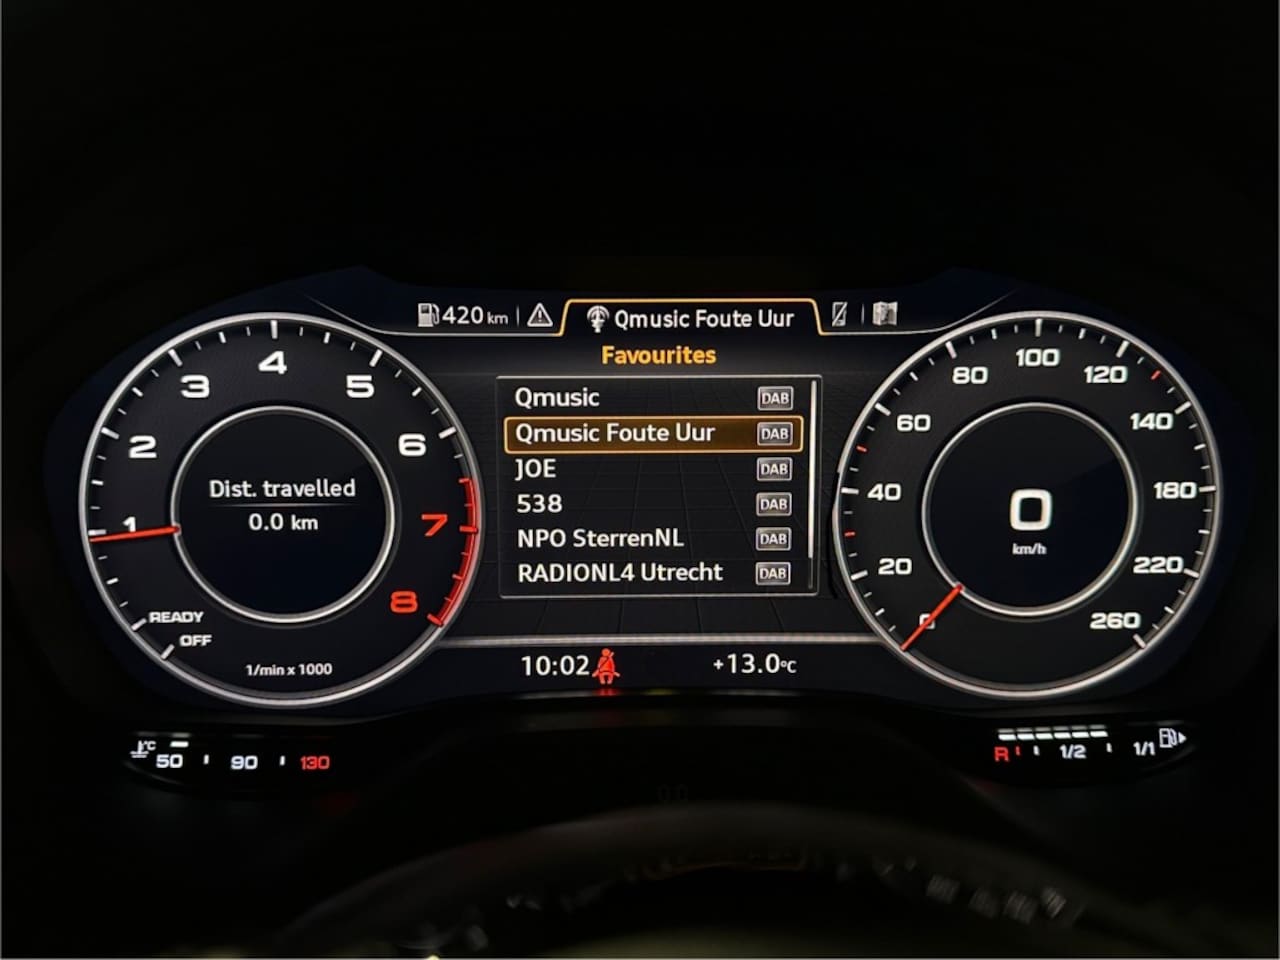 420 km
Qmusic Foute Uur
Favourites
Qmusic DAB
Qmusic Foute Uur DAB
JOE DAB
538 DAB
NPO SterrenNL DAB
RADIONL4 Utrecht DAB
10:02
+13.0°C
OFF
READY
1
2
3
4
5
6
7
8
1/min x 1000
Dist. travelled
0.0 km
0
20
40
60
80
100
120
140
180
220
260
0
km/h
°C
50 90 130
R 1/2 1/1